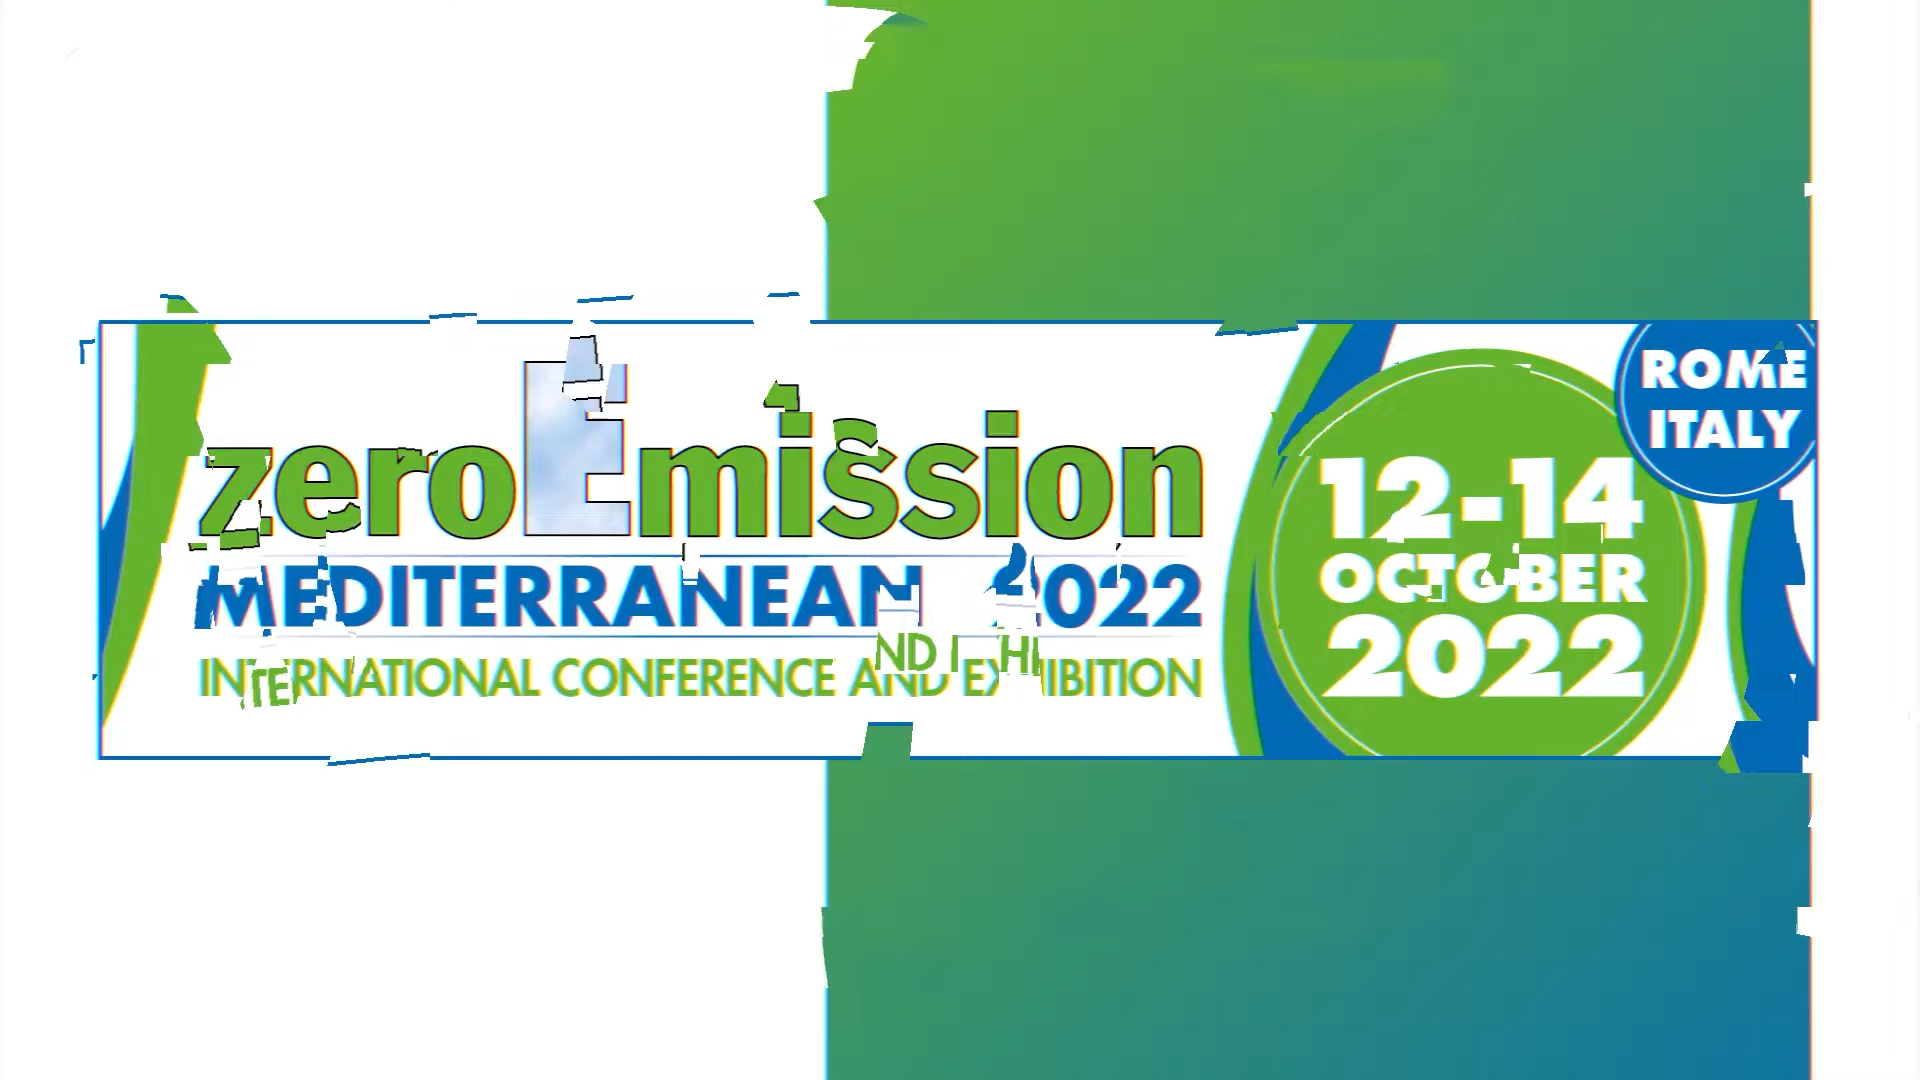 zeroEmission
MEDITERRANEAN 2022
INTERNATIONAL CONFERENCE AND EXHIBITION
12-14
OCTOBER
2022
ROME
ITALY